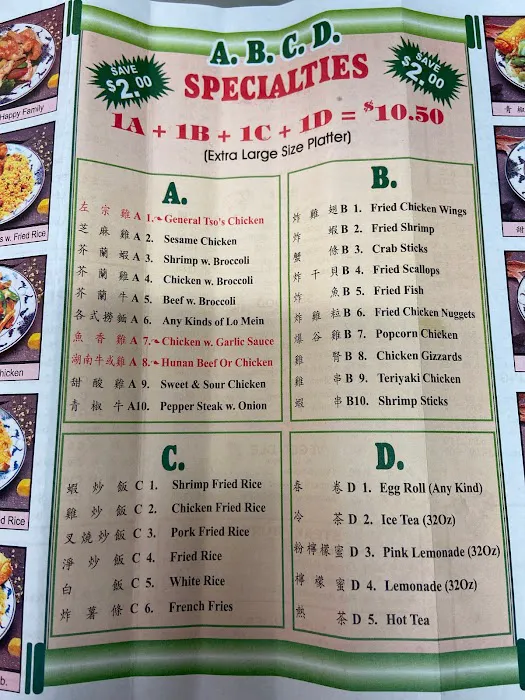 A. B. C. D.
SPECIALTIES
SAVE
$2.00
SAVE
$2.00
1A + 1B + 1C + 1D = $10.50
(Extra Large Size Platter)
A.
左宗雞 A 1. General Tso's Chicken
芝麻雞 A 2. Sesame Chicken
芥蘭蝦 A 3. Shrimp w. Broccoli
芥蘭雞 A 4. Chicken w. Broccoli
芥蘭牛 A 5. Beef w. Broccoli
各式撈麵 A 6. Any Kinds of Lo Mein
魚香雞 A 7. Chicken w. Garlic Sauce
湖南牛或雞 A 8. Hunan Beef Or Chicken
甜酸雞 A 9. Sweet & Sour Chicken
青椒牛 A10. Pepper Steak w. Onion
B.
炸雞翅 B 1. Fried Chicken Wings
炸蝦 B 2. Fried Shrimp
蟹條 B 3. Crab Sticks
炸干貝 B 4. Fried Scallops
炸魚 B 5. Fried Fish
炸雞粒 B 6. Fried Chicken Nuggets
爆谷雞 B 7. Popcorn Chicken
雞腎 B 8. Chicken Gizzards
雞串 B 9. Teriyaki Chicken
蝦串 B10. Shrimp Sticks
C.
蝦炒飯 C 1. Shrimp Fried Rice
雞炒飯 C 2. Chicken Fried Rice
叉燒炒飯 C 3. Pork Fried Rice
淨炒飯 C 4. Fried Rice
白飯 C 5. White Rice
炸薯條 C 6. French Fries
D.
春卷 D 1. Egg Roll (Any Kind)
冷茶 D 2. Ice Tea (32Oz)
粉檸檬蜜 D 3. Pink Lemonade (32Oz)
檸檬蜜 D 4. Lemonade (32Oz)
熱茶 D 5. Hot Tea
Happy Family
s w. Fried Rice
hicken
d Rice
b.
青椒
甜